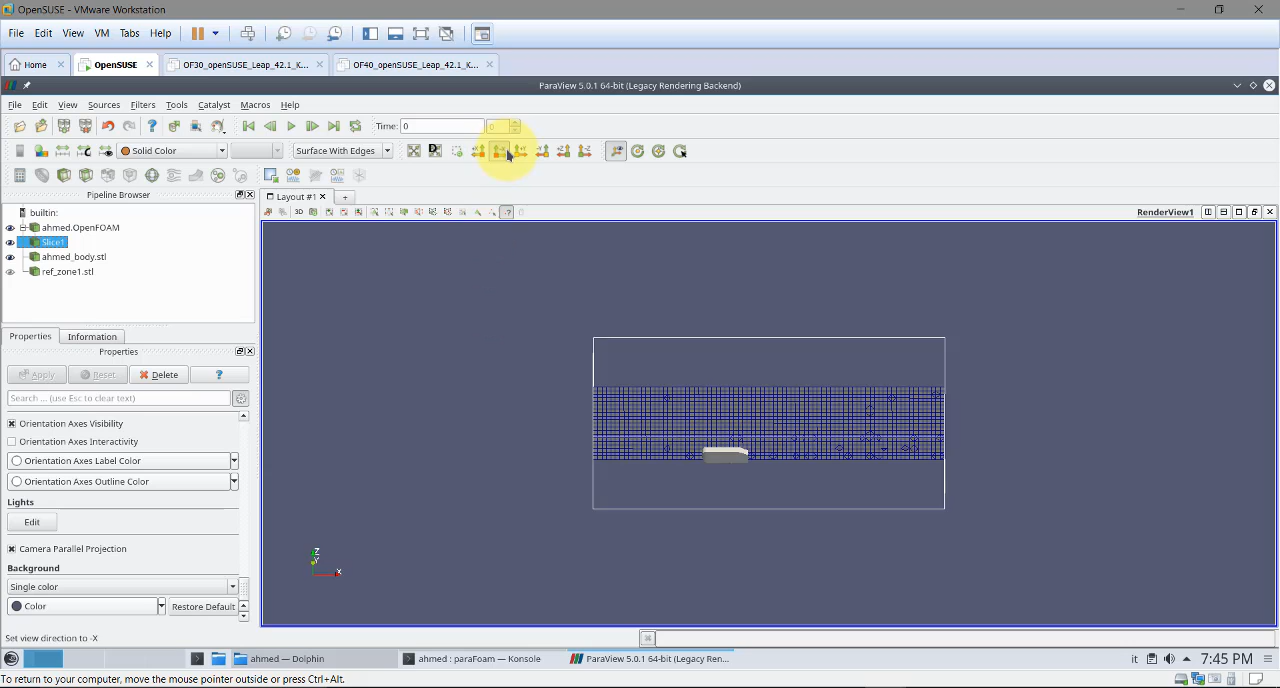 OpenSUSE - VMware Workstation
File Edit View VM Tabs Help
Home OpenSUSE OF30_openSUSE_Leap_42.1_K... OF40_openSUSE_Leap_42.1_K...
ParaView 5.0.1 64-bit (Legacy Rendering Backend)
File Edit View Sources Filters Tools Catalyst Macros Help
Time: 0 0
Solid Color Surface With Edges
Pipeline Browser
Layout #1
3D
RenderView1
builtin:
ahmed.OpenFOAM
Slice1
ahmed_body.stl
ref_zone1.stl
Properties Information
Properties
Apply Reset Delete ?
Search ... (use Esc to clear text)
Orientation Axes Visibility
Orientation Axes Interactivity
Orientation Axes Label Color
Orientation Axes Outline Color
Lights
Edit
Camera Parallel Projection
Background
Single color
Color Restore Default
Z
Y
X
Set view direction to -X
ahmed — Dolphin ahmed : paraFoam — Konsole ParaView 5.0.1 64-bit (Legacy Ren... it 7:45 PM
To return to your computer, move the mouse pointer outside or press Ctrl+Alt.